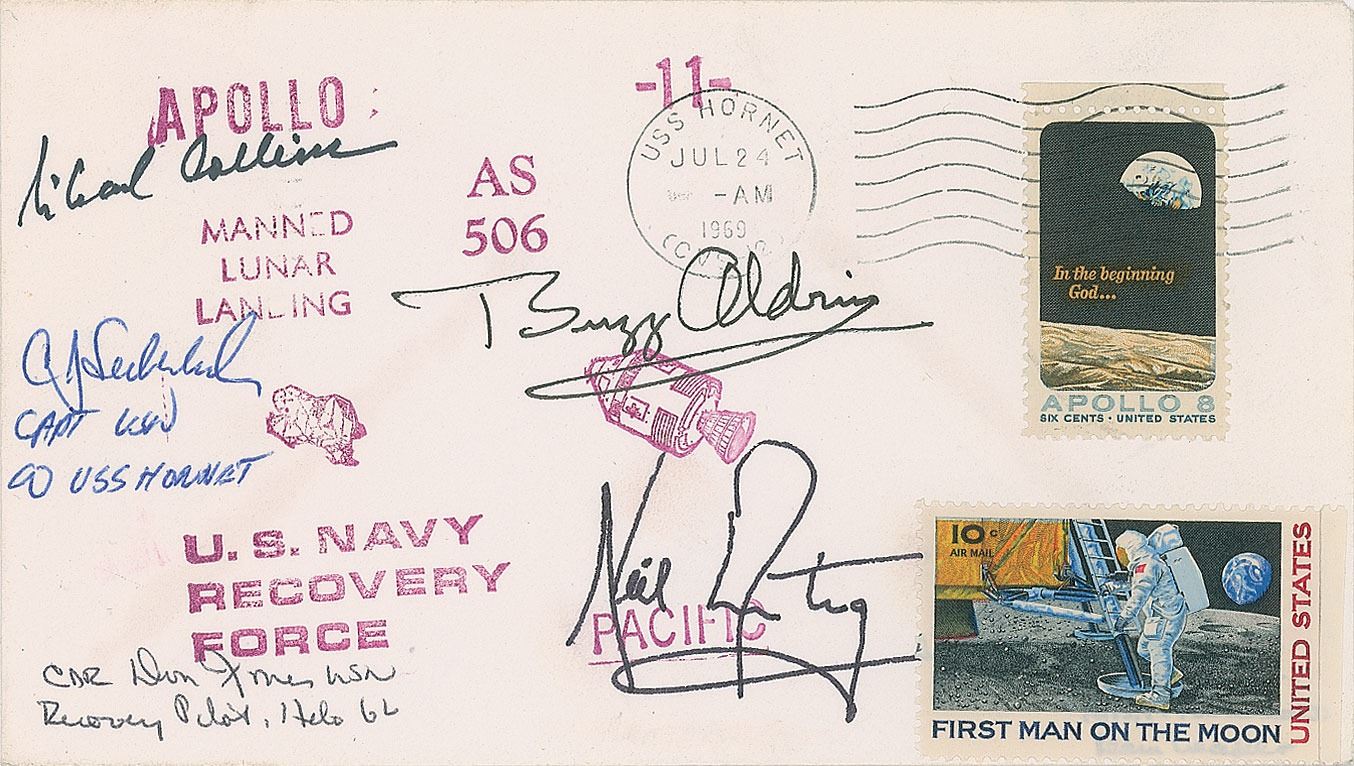 APOLLO
-11-
Michael Collins
MANNED
LUNAR
LANDING
AS
506
USS HORNET
JUL 24
-AM
1969
Buzz Aldrin
In the beginning
God...
APOLLO 8
SIX CENTS · UNITED STATES
CAPT USN
CO USS HORNET
U.S. NAVY
RECOVERY
FORCE
Neil Armstrong
PACIFIC
CDR Don Jones USN
Recovery Pilot, Helo 66
10c
AIR MAIL
UNITED STATES
FIRST MAN ON THE MOON